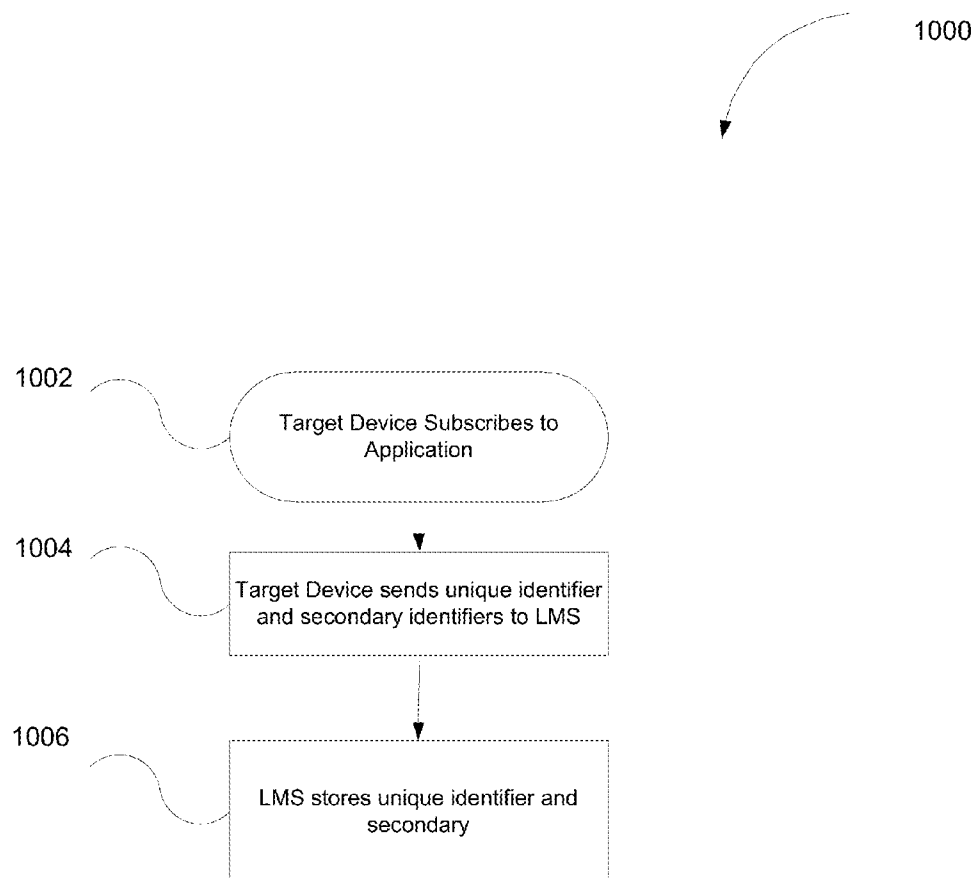 1000
1002
Target Device Subscribes to
Application
1004
Target Device sends unique identifier
and secondary identifiers to LMS
1006
LMS stores unique identifier and
secondary